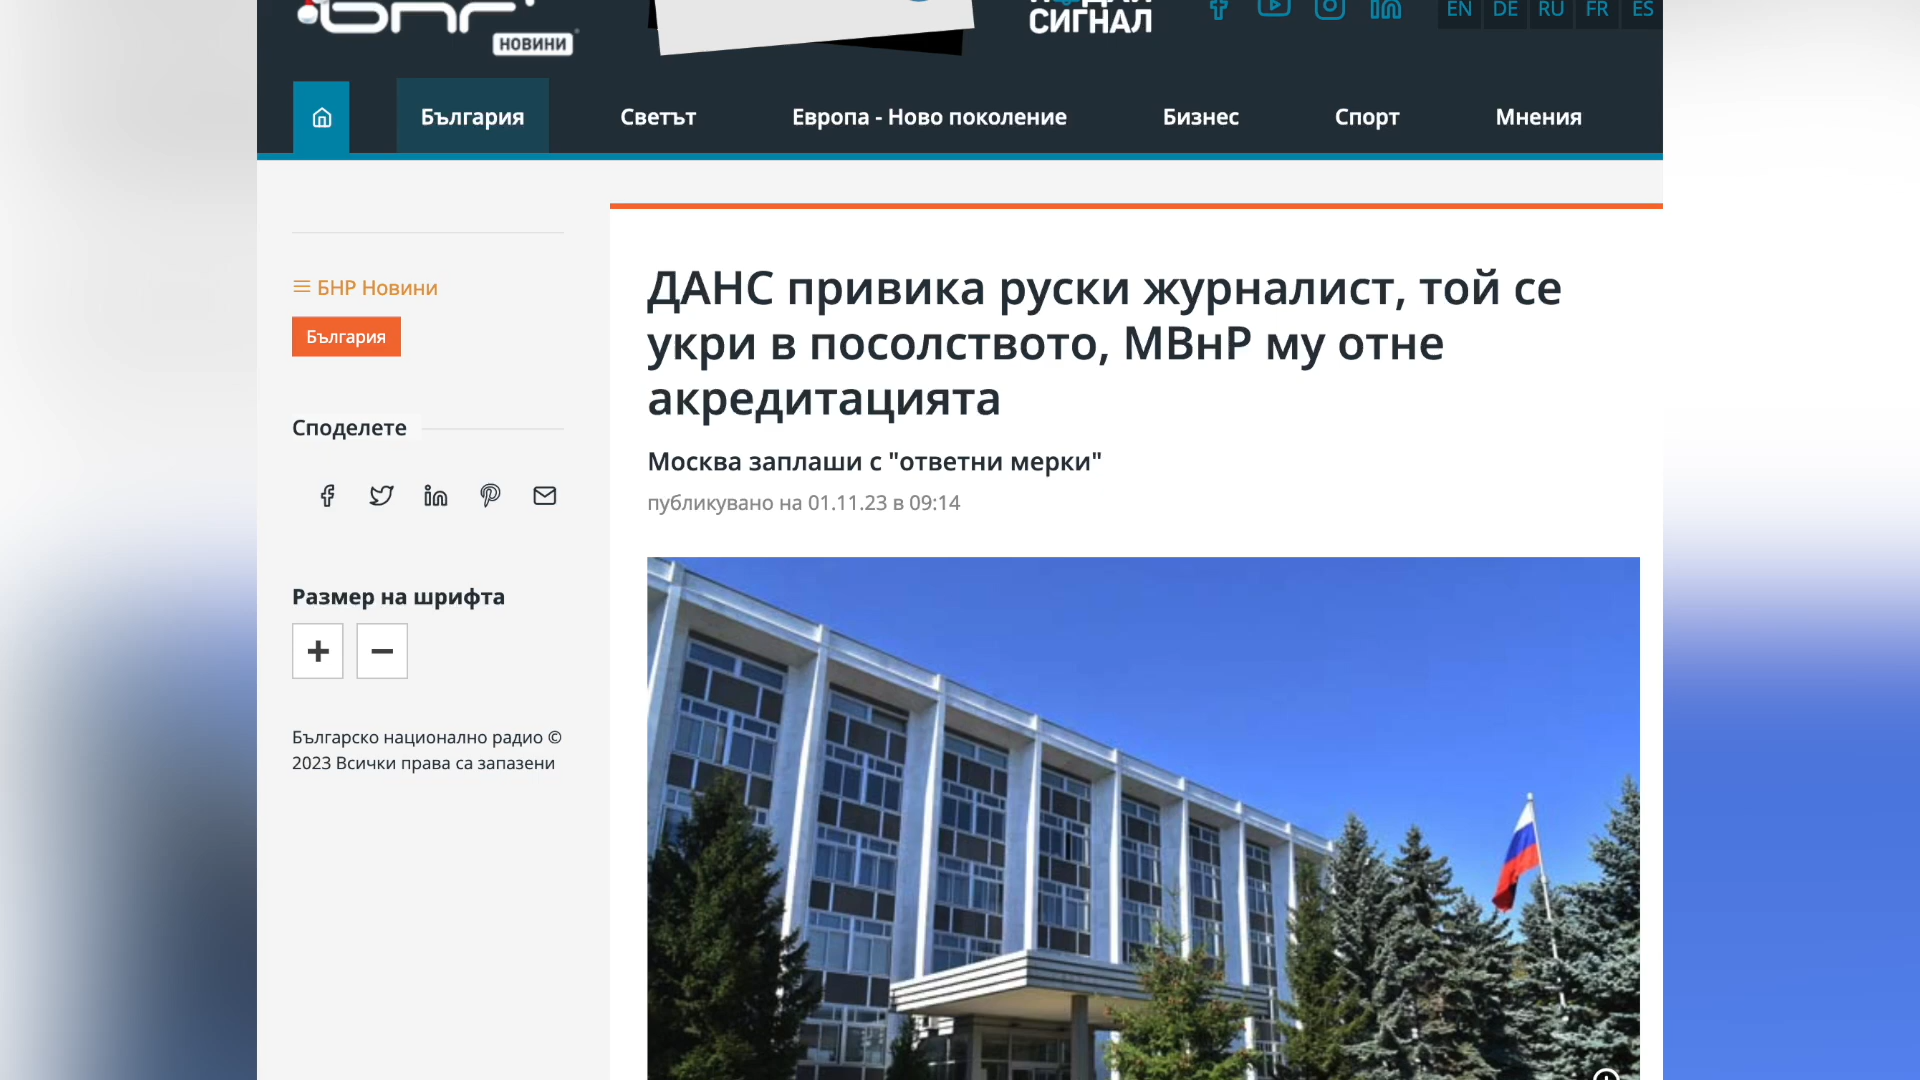 бнр
НОВИНИ
СИГНАЛ
EN DE RU FR ES
България Светът Европа - Ново поколение Бизнес Спорт Мнения
БНР Новини
България
Споделете
Размер на шрифта
+ −
Българско национално радио ©
2023 Всички права са запазени
ДАНС привика руски журналист, той се
укри в посолството, МВнР му отне
акредитацията
Москва заплаши с "ответни мерки"
публикувано на 01.11.23 в 09:14